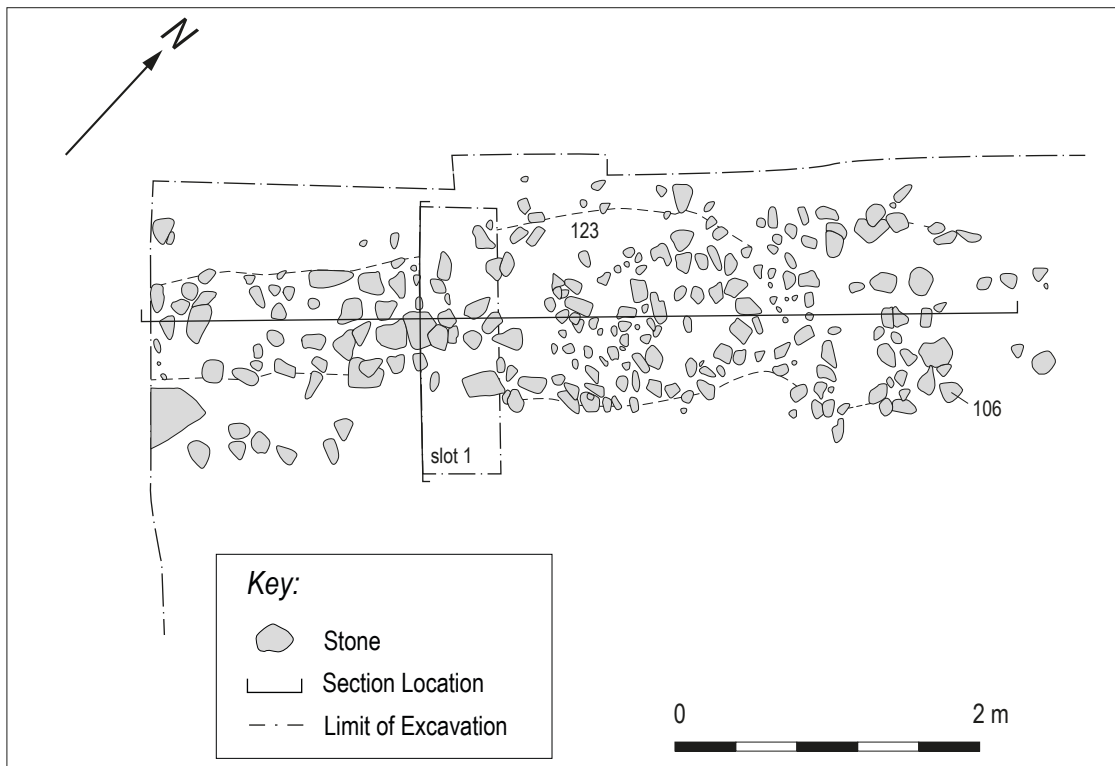 N
123
slot 1
106
Key:
Stone
Section Location
Limit of Excavation
0 2 m